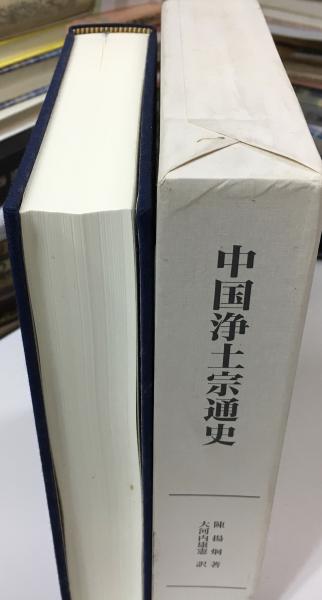 中国浄土宗通史
陳揚炯 著
大河内康憲 訳